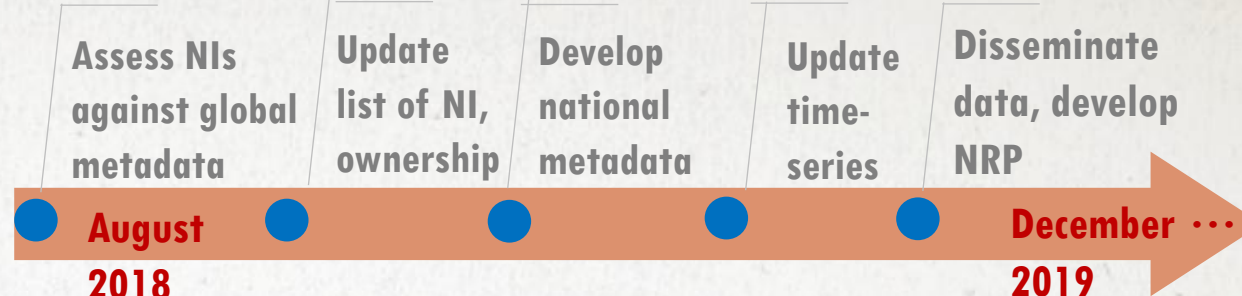 Assess NIs
against global
metadata
Update
list of NI,
ownership
Develop
national
metadata
Update
time-
series
Disseminate
data, develop
NRP
August
2018
December ...
2019